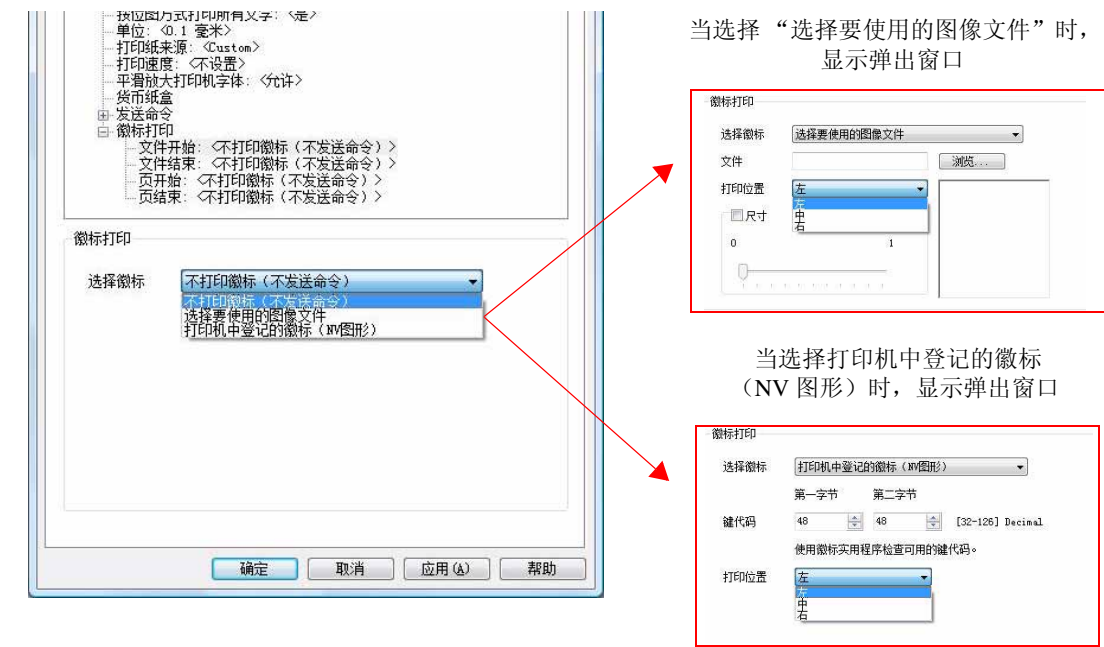 按位图方式打印所有文字: <是>
单位: <0.1 毫米>
打印纸来源: <Custom>
打印速度: <不设置>
平滑放大打印机字体: <允许>
货币纸盒
发送命令
徽标打印
文件开始: <不打印徽标（不发送命令）>
文件结束: <不打印徽标（不发送命令）>
页开始: <不打印徽标（不发送命令）>
页结束: <不打印徽标（不发送命令）>
徽标打印
选择徽标
不打印徽标（不发送命令）
不打印徽标（不发送命令）
选择要使用的图像文件
打印机中登记的徽标（NV图形）
确定
取消
应用(A)
帮助
当选择 “选择要使用的图像文件”时，
显示弹出窗口
徽标打印
选择徽标
选择要使用的图像文件
文件
浏览...
打印位置
左
左
中
右
尺寸
0
1
当选择打印机中登记的徽标
（NV 图形）时，显示弹出窗口
徽标打印
选择徽标
打印机中登记的徽标（NV图形）
第一字节
第二字节
键代码
48
48
[32-126] Decimal
使用徽标实用程序检查可用的键代码。
打印位置
左
左
中
右